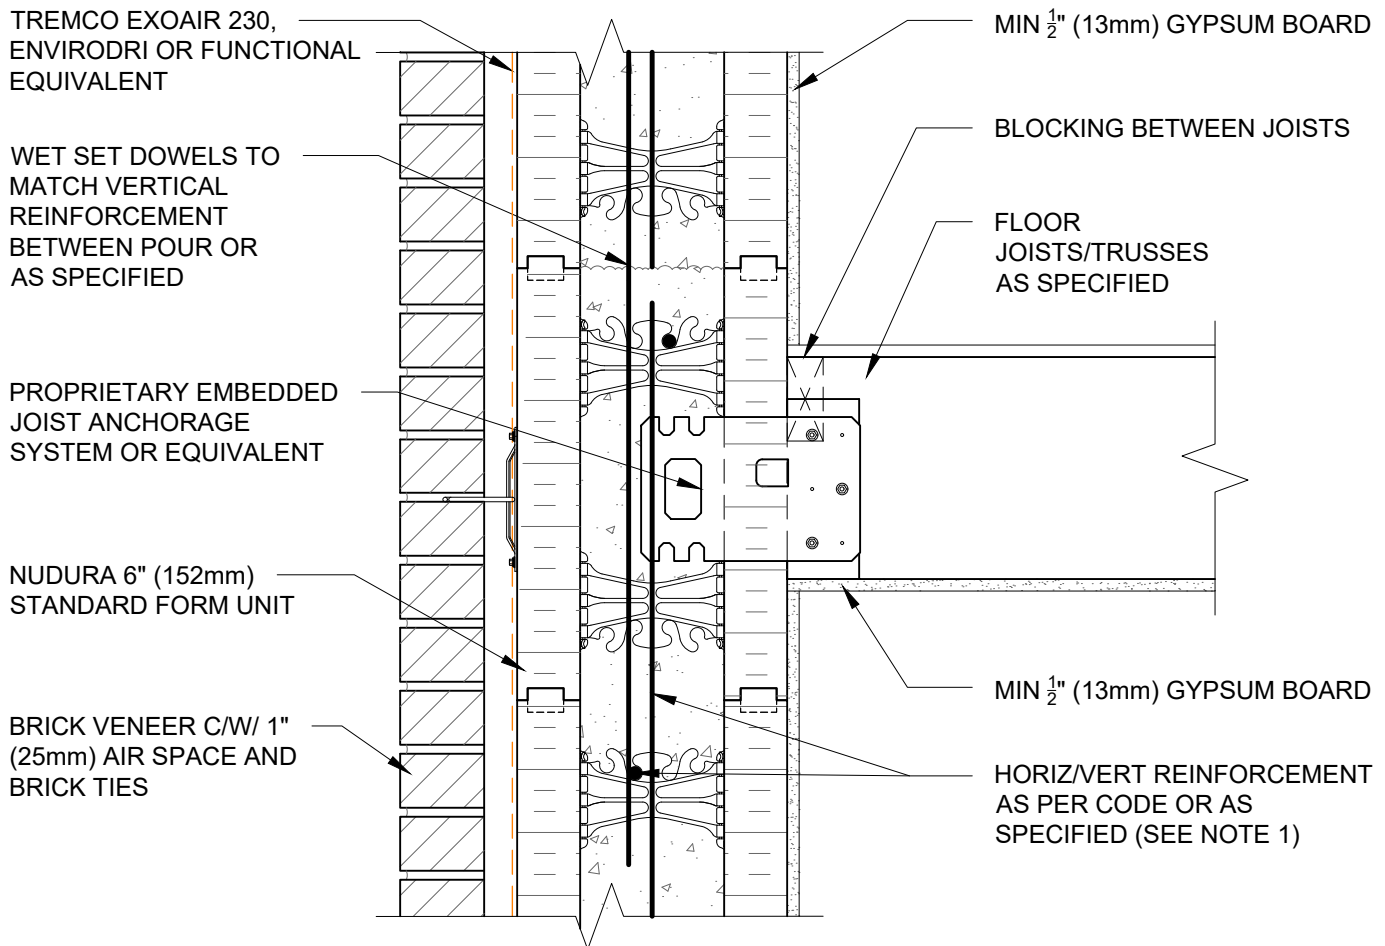 TREMCO EXOAIR 230,
ENVIRODRI OR FUNCTIONAL
EQUIVALENT
WET SET DOWELS TO
MATCH VERTICAL
REINFORCEMENT
BETWEEN POUR OR
AS SPECIFIED
PROPRIETARY EMBEDDED
JOIST ANCHORAGE
SYSTEM OR EQUIVALENT
NUDURA 6" (152mm)
STANDARD FORM UNIT
BRICK VENEER C/W/ 1"
(25mm) AIR SPACE AND
BRICK TIES
MIN 1/2" (13mm) GYPSUM BOARD
BLOCKING BETWEEN JOISTS
FLOOR
JOISTS/TRUSSES
AS SPECIFIED
MIN 1/2" (13mm) GYPSUM BOARD
HORIZ/VERT REINFORCEMENT
AS PER CODE OR AS
SPECIFIED (SEE NOTE 1)